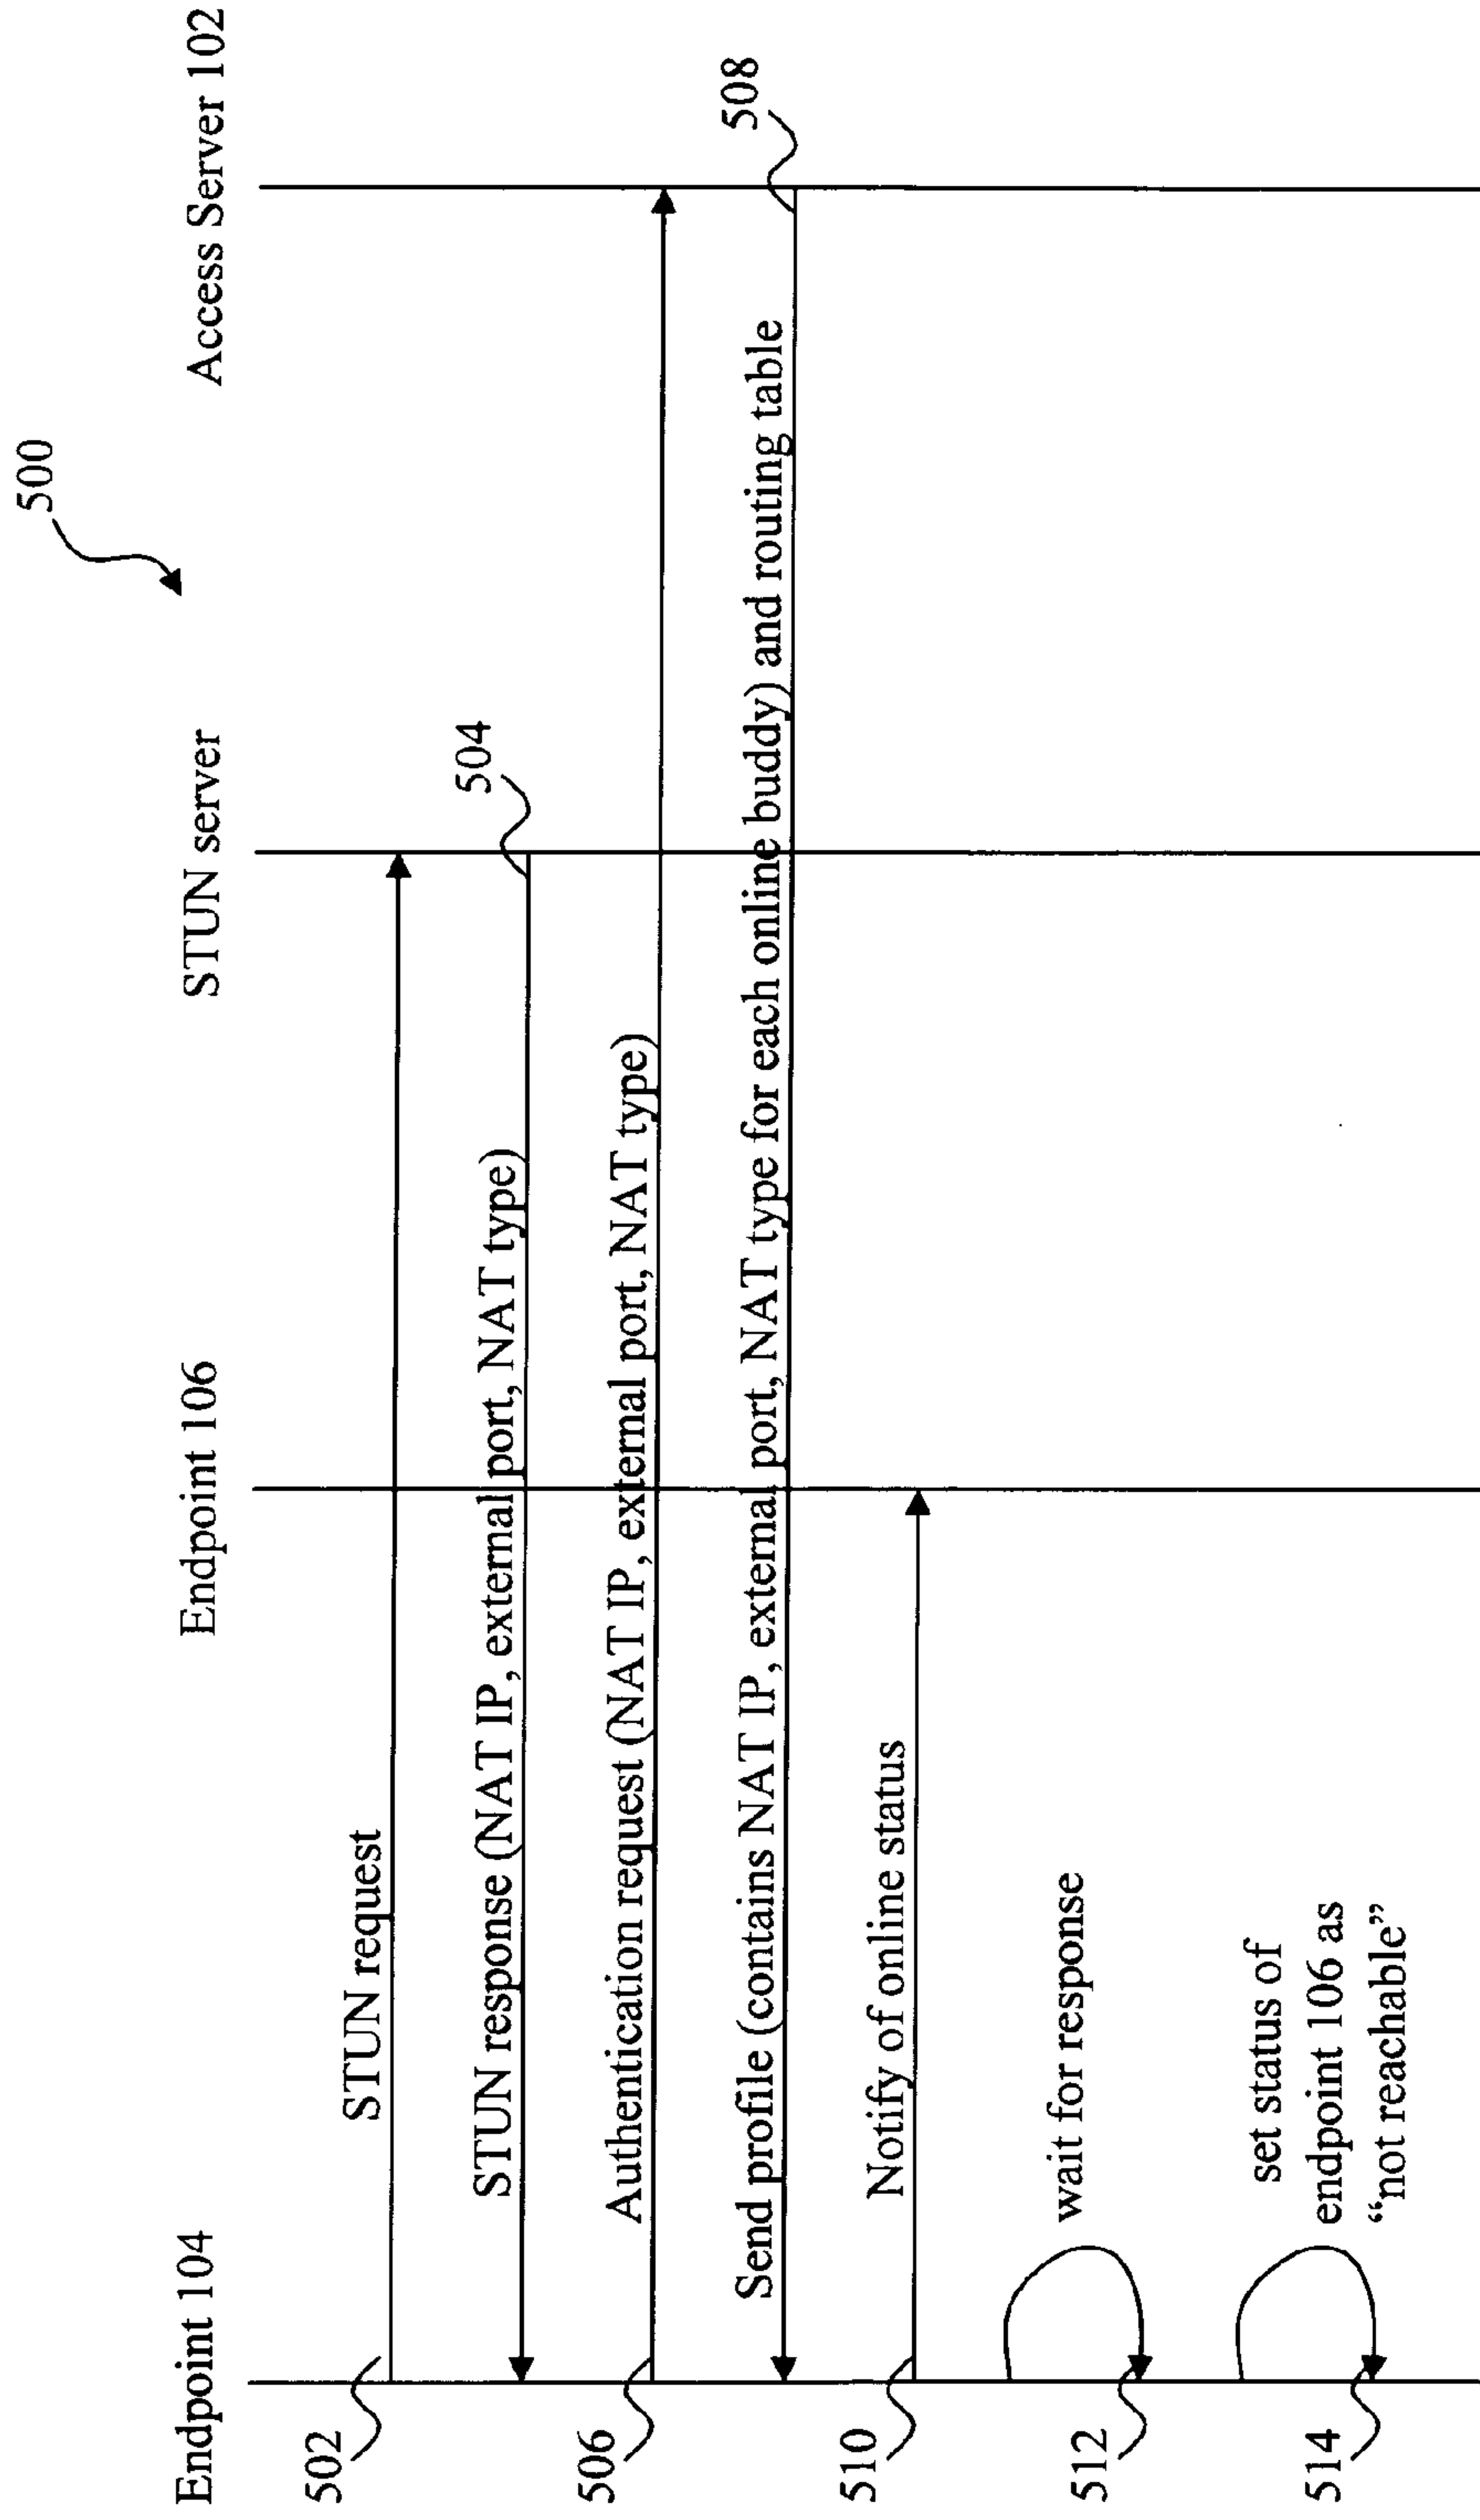 500
Endpoint 104
Endpoint 106
STUN server
Access Server 102
502
STUN request
504
STUN response (NAT IP, external port, NAT type)
506
Authentication request (NAT IP, external port, NAT type)
508
Send profile (contains NAT IP, external port, NAT type for each online buddy) and routing table
510
Notify of online status
512
wait for response
514
set status of
endpoint 106 as
“not reachable”